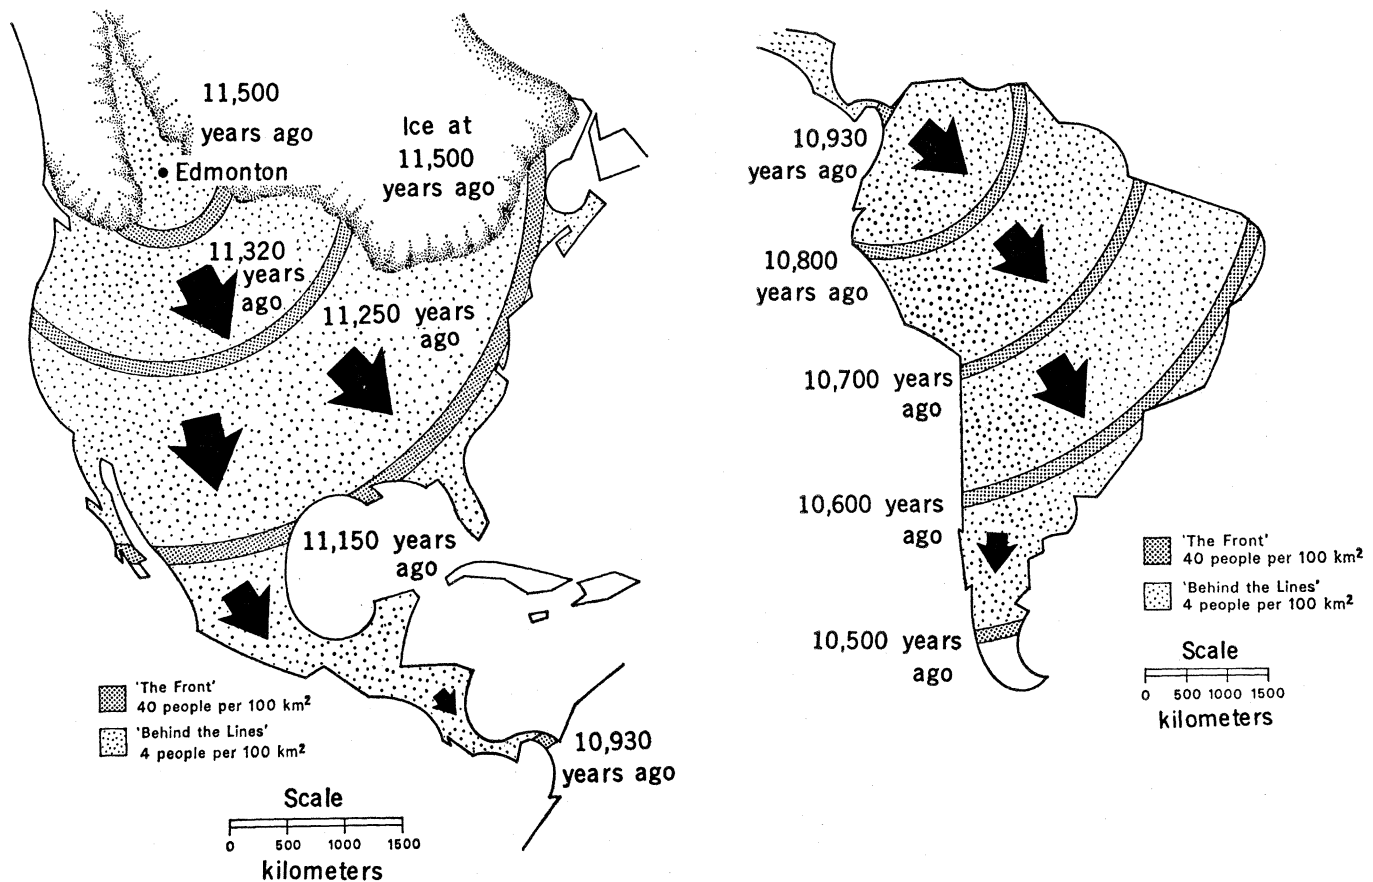 11,500
years ago
• Edmonton
Ice at
11,500
years ago
11,320
years
ago
11,250 years
ago
11,150 years
ago
'The Front'
40 people per 100 km²
'Behind the Lines'
4 people per 100 km²
10,930
years ago
Scale
0 500 1000 1500
kilometers
10,930
years ago
10,800
years ago
10,700 years
ago
10,600 years
ago
10,500 years
ago
'The Front'
40 people per 100 km²
'Behind the Lines'
4 people per 100 km²
Scale
0 500 1000 1500
kilometers